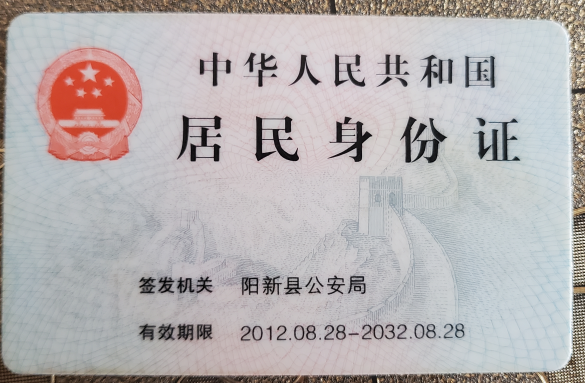 中华人民共和国
居民身份证
签发机关 阳新县公安局
有效期限 2012.08.28-2032.08.28